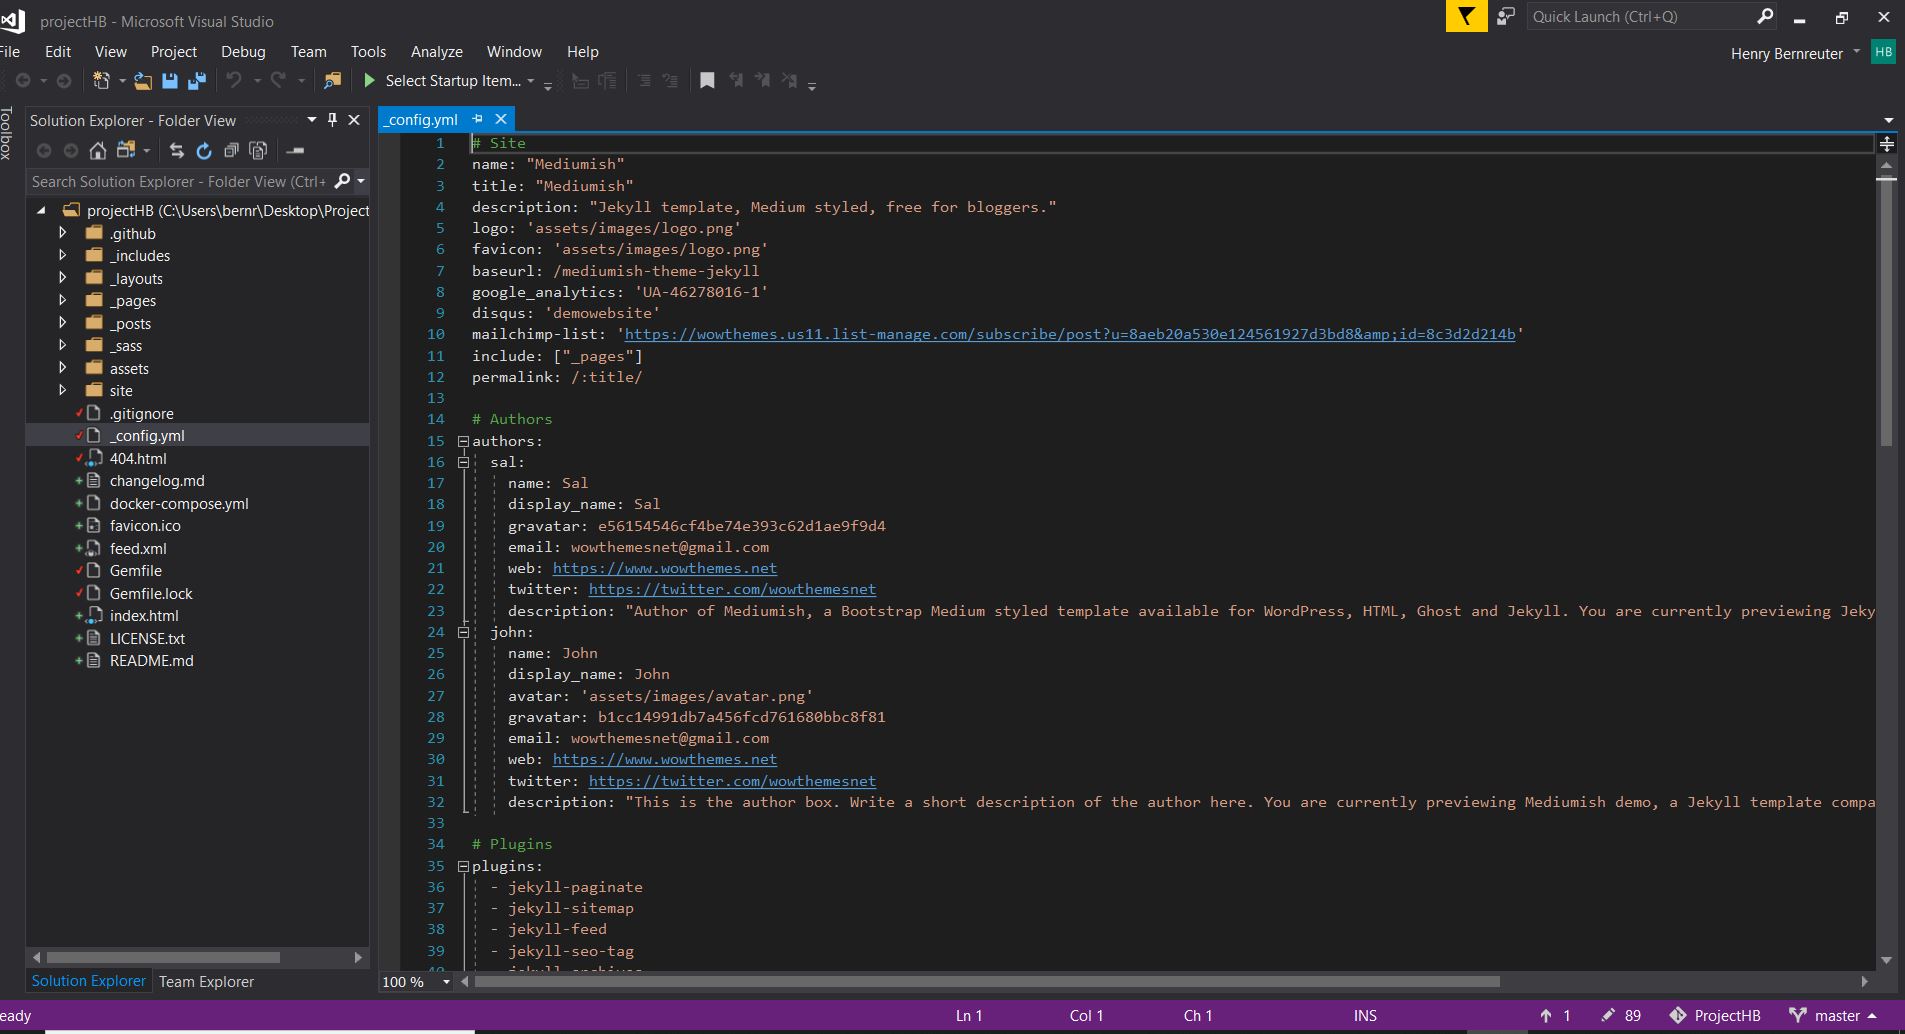 projectHB - Microsoft Visual Studio
Quick Launch (Ctrl+Q)
File Edit View Project Debug Team Tools Analyze Window Help
Henry Bernreuter HB
Select Startup Item...
Toolbox
Solution Explorer - Folder View
Search Solution Explorer - Folder View (Ctrl+
projectHB (C:\Users\bernr\Desktop\Project
.github
_includes
_layouts
_pages
_posts
_sass
assets
site
.gitignore
_config.yml
404.html
changelog.md
docker-compose.yml
favicon.ico
feed.xml
Gemfile
Gemfile.lock
index.html
LICENSE.txt
README.md
Solution Explorer Team Explorer
_config.yml
1 # Site
2 name: "Mediumish"
3 title: "Mediumish"
4 description: "Jekyll template, Medium styled, free for bloggers."
5 logo: 'assets/images/logo.png'
6 favicon: 'assets/images/logo.png'
7 baseurl: /mediumish-theme-jekyll
8 google_analytics: 'UA-46278016-1'
9 disqus: 'demowebsite'
10 mailchimp-list: 'https://wowthemes.us11.list-manage.com/subscribe/post?u=8aeb20a530e124561927d3bd8&amp;id=8c3d2d214b'
11 include: ["_pages"]
12 permalink: /:title/
13
14 # Authors
15 authors:
16 sal:
17 name: Sal
18 display_name: Sal
19 gravatar: e56154546cf4be74e393c62d1ae9f9d4
20 email: wowthemesnet@gmail.com
21 web: https://www.wowthemes.net
22 twitter: https://twitter.com/wowthemesnet
23 description: "Author of Mediumish, a Bootstrap Medium styled template available for WordPress, HTML, Ghost and Jekyll. You are currently previewing Jeky
24 john:
25 name: John
26 display_name: John
27 avatar: 'assets/images/avatar.png'
28 gravatar: b1cc14991db7a456fcd761680bbc8f81
29 email: wowthemesnet@gmail.com
30 web: https://www.wowthemes.net
31 twitter: https://twitter.com/wowthemesnet
32 description: "This is the author box. Write a short description of the author here. You are currently previewing Mediumish demo, a Jekyll template compa
33
34 # Plugins
35 plugins:
36 - jekyll-paginate
37 - jekyll-sitemap
38 - jekyll-feed
39 - jekyll-seo-tag
40 - jekyll-archives
100 %
eady Ln 1 Col 1 Ch 1 INS 1 89 ProjectHB master